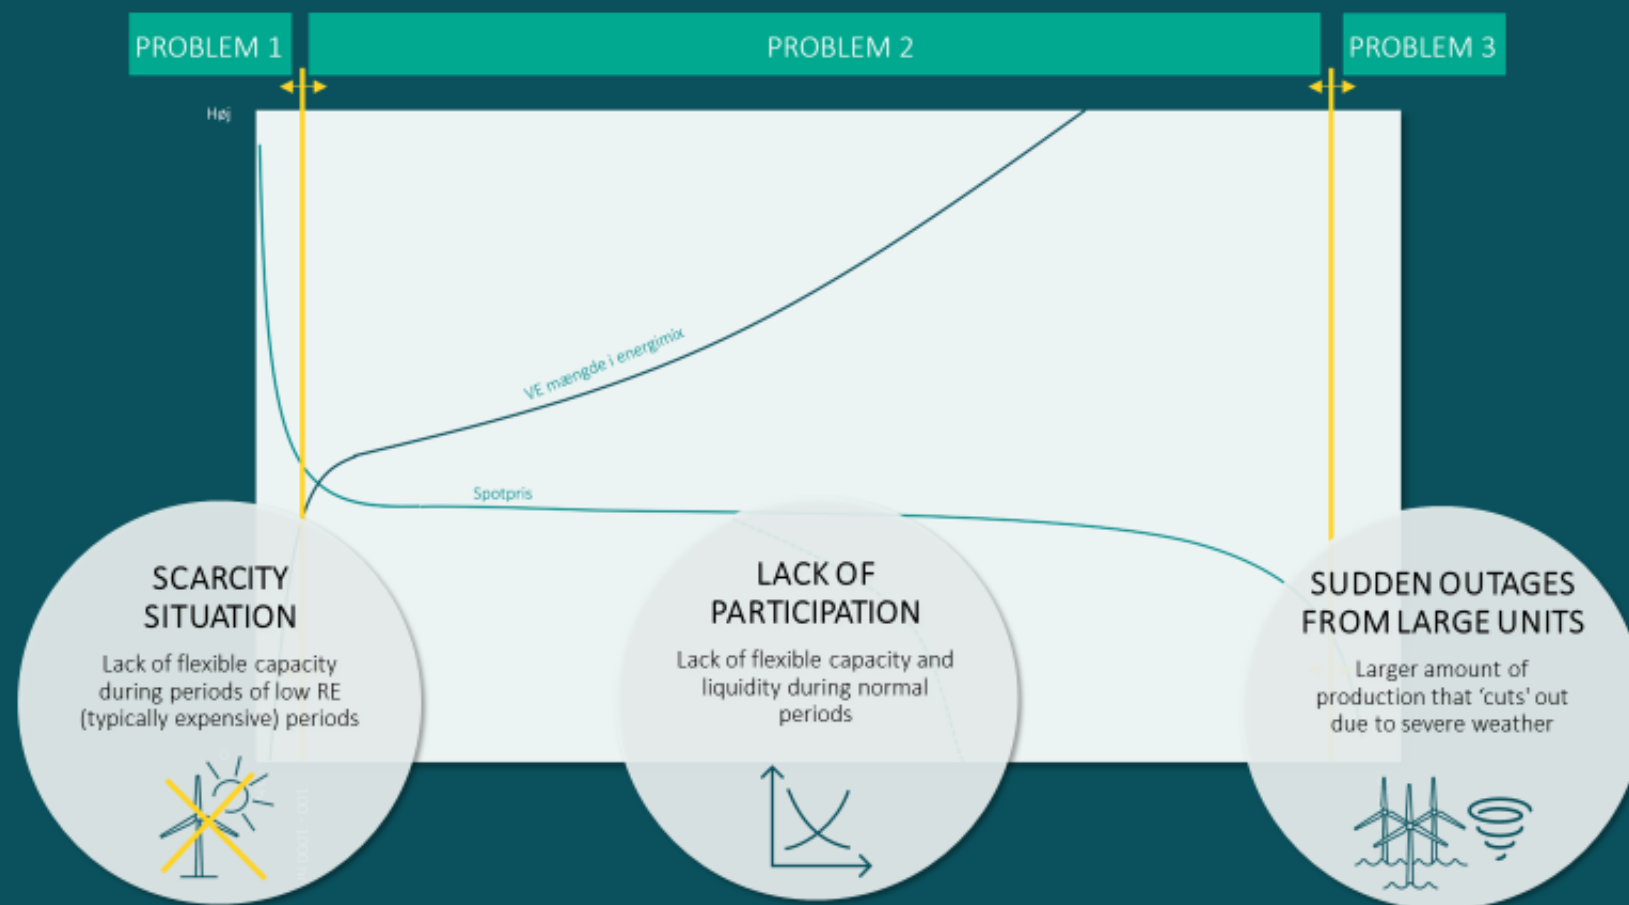 PROBLEM 1
PROBLEM 2
PROBLEM 3
Høj
VE mængde i energimix
Spotpris
SCARCITY
SITUATION
Lack of flexible capacity
during periods of low RE
(typically expensive) periods
LACK OF
PARTICIPATION
Lack of flexible capacity and
liquidity during normal
periods
SUDDEN OUTAGES
FROM LARGE UNITS
Larger amount of
production that ‘cuts' out
due to severe weather